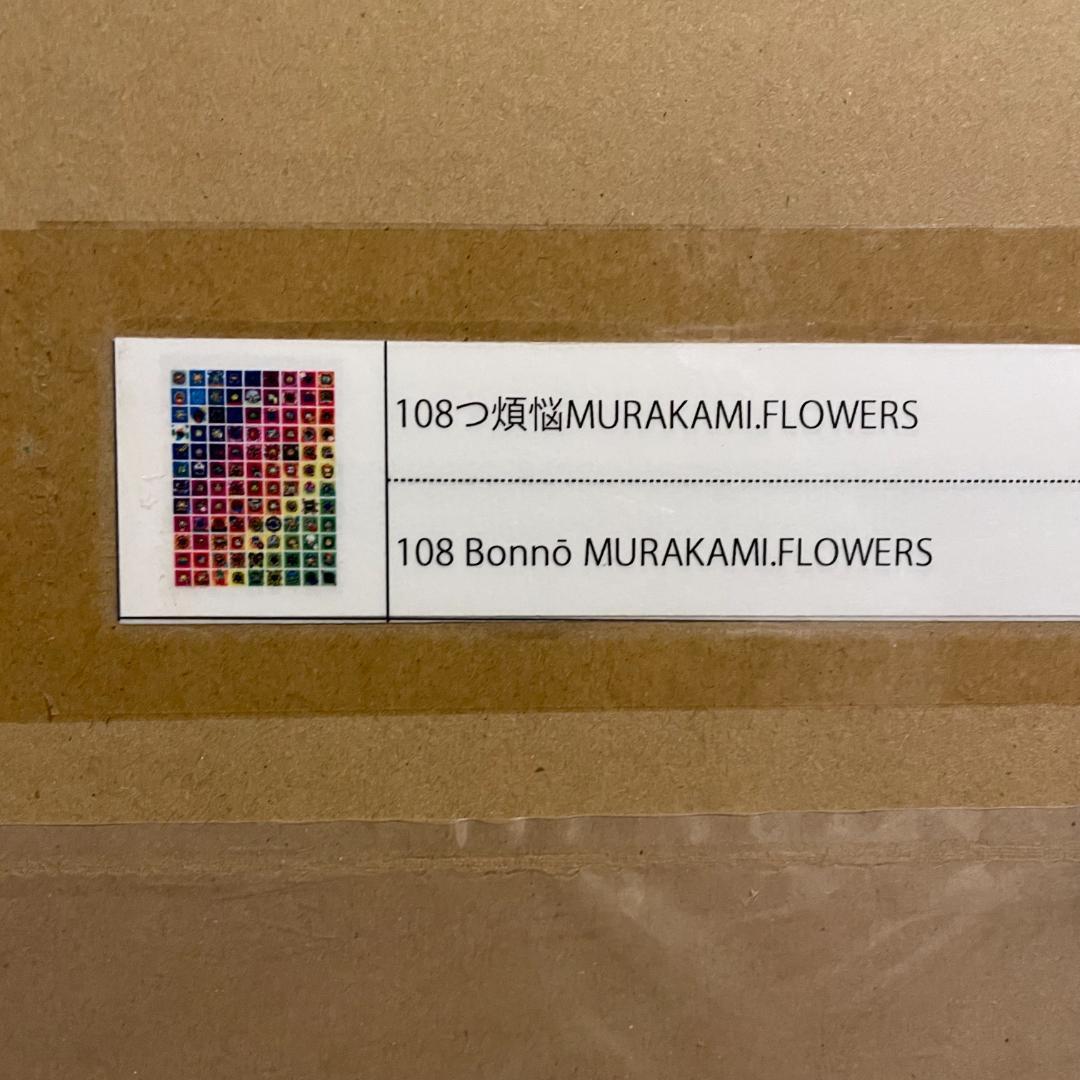 108つ煩悩MURAKAMI.FLOWERS
108 Bonnō MURAKAMI.FLOWERS